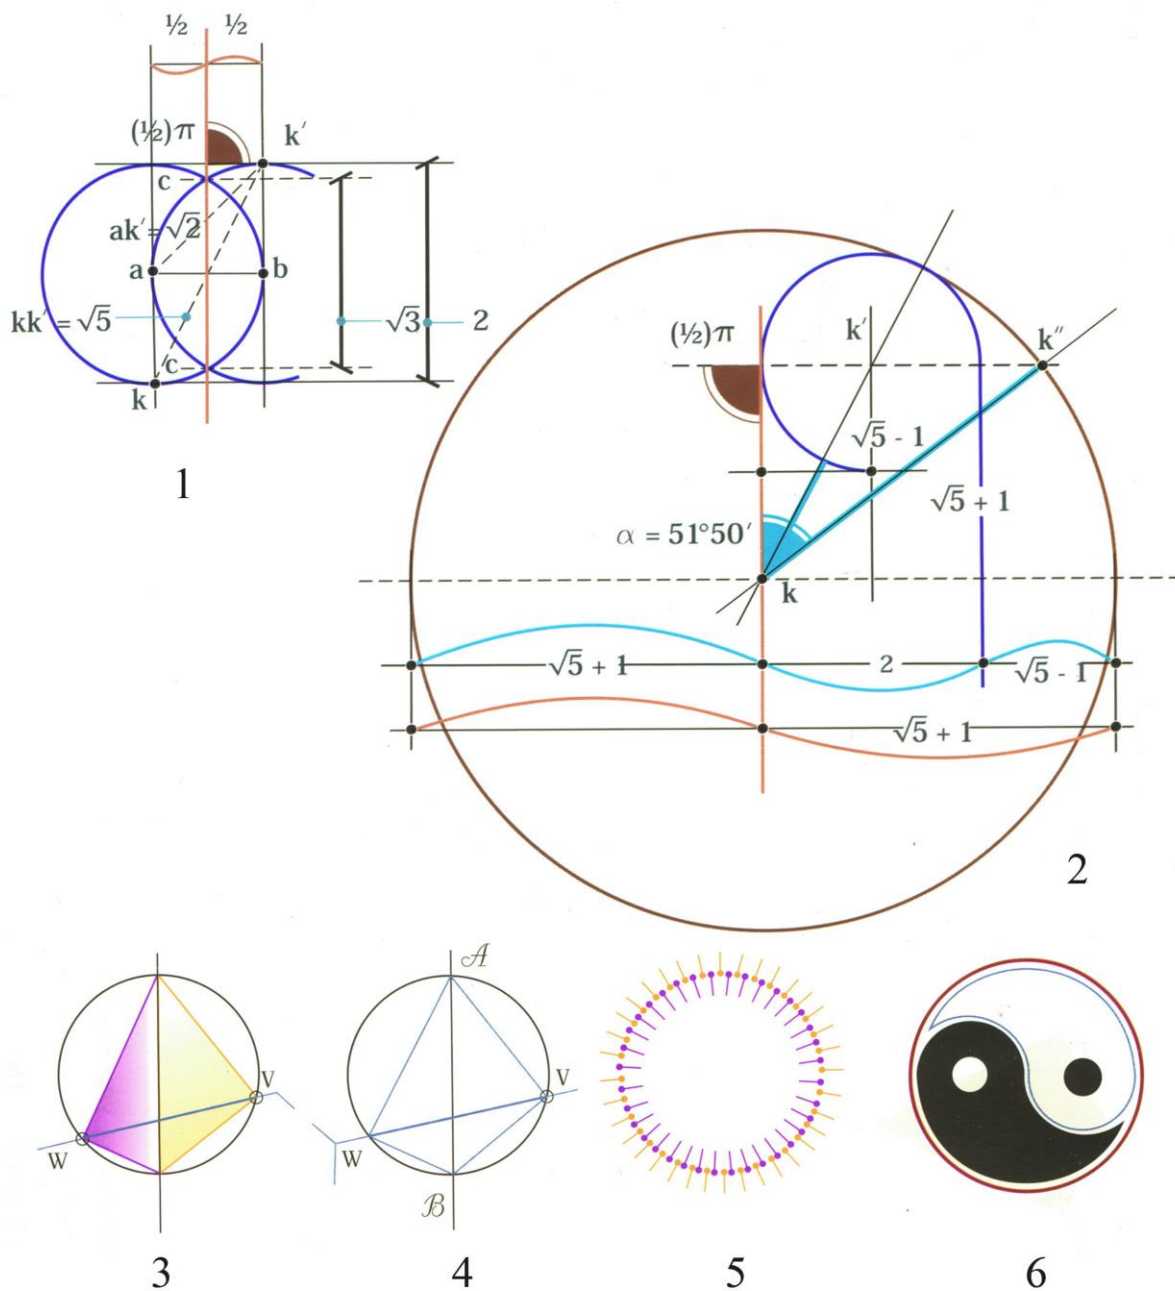 ½ ½
(½)π
k′
c
ak′ = √2
a
b
kk′ = √5
√3
2
c
k
1
(½)π
k′
k″
√5 - 1
√5 + 1
α = 51°50′
k
√5 + 1
2
√5 - 1
√5 + 1
2
V
W
3
A
V
W
B
4
5
6